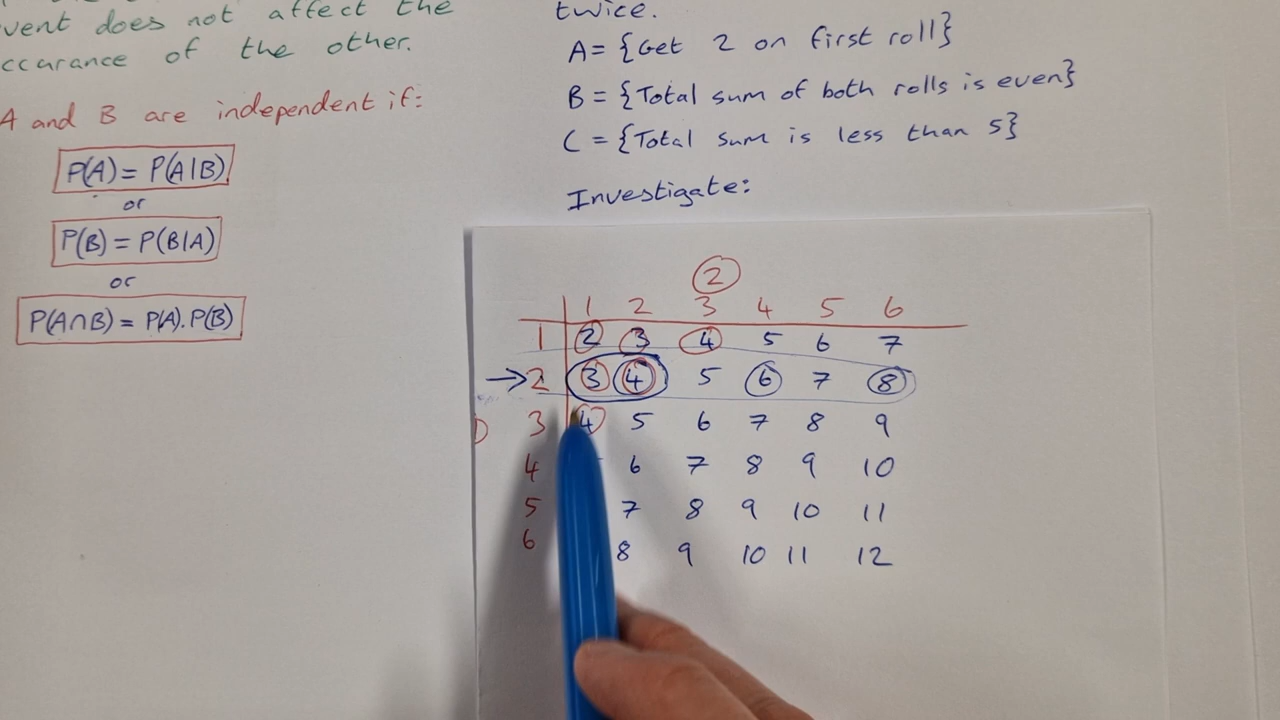 vent does not affect the
ccurance of the other.
A and B are independent if:
P(A) = P(A|B)
or
P(B) = P(B|A)
or
P(A∩B) = P(A).P(B)
twice.
A = {Get 2 on first roll}
B = {Total sum of both rolls is even}
C = {Total sum is less than 5}
Investigate:
2
1 2 3 4 5 6
1 2 3 4 5 6 7
→ 2 3 4 5 6 7 8
3 4 5 6 7 8 9
4 6 7 8 9 10
5 7 8 9 10 11
6 8 9 10 11 12